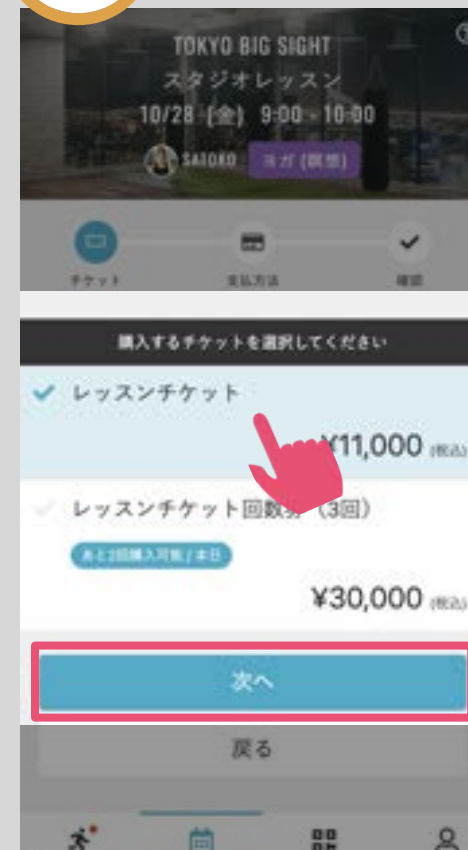 TOKYO BIG SIGHT
スタジオレッスン
10/28 (金) 9:00 - 10:00
SATOKO ヨガ (瞑想)
チケット 支払方法 確認
購入するチケットを選択してください
レッスンチケット
¥11,000 (税込)
レッスンチケット回数券 (3回)
あと2回購入可能 / 本日
¥30,000 (税込)
次へ
戻る